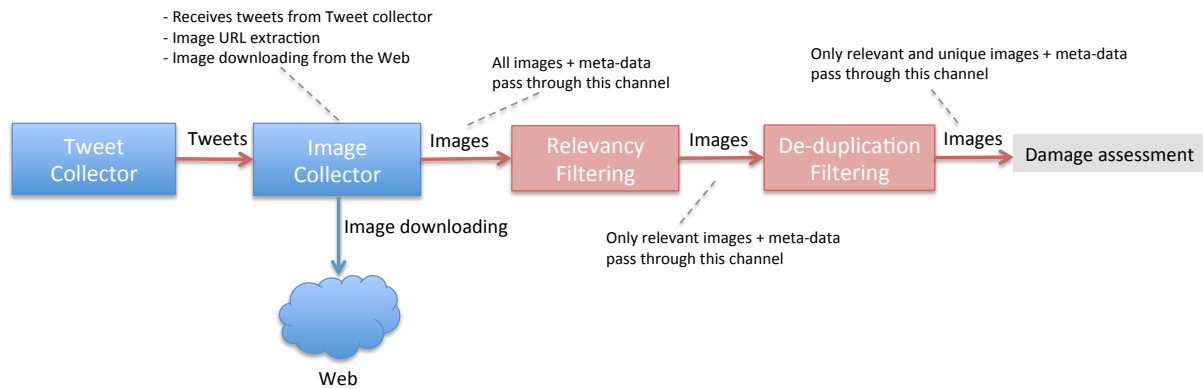 - Receives tweets from Tweet collector
- Image URL extraction
- Image downloading from the Web
All images + meta-data
pass through this channel
Only relevant and unique images + meta-data
pass through this channel
Tweet
Collector
Tweets
Image
Collector
Images
Relevancy
Filtering
Images
De-duplication
Filtering
Images
Damage assessment
Image downloading
Only relevant images + meta-data
pass through this channel
Web